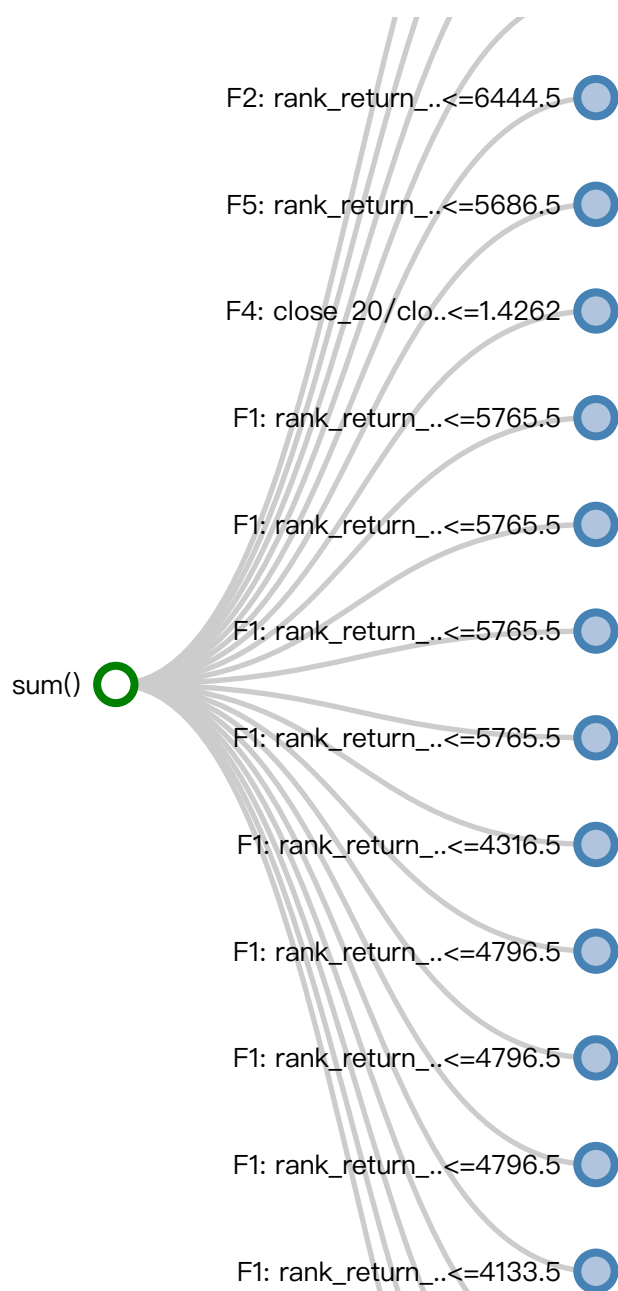 F2: rank_return_..<=6444.5
F5: rank_return_..<=5686.5
F4: close_20/clo..<=1.4262
F1: rank_return_..<=5765.5
F1: rank_return_..<=5765.5
F1: rank_return_..<=5765.5
sum()
F1: rank_return_..<=5765.5
F1: rank_return_..<=4316.5
F1: rank_return_..<=4796.5
F1: rank_return_..<=4796.5
F1: rank_return_..<=4796.5
F1: rank_return_..<=4133.5